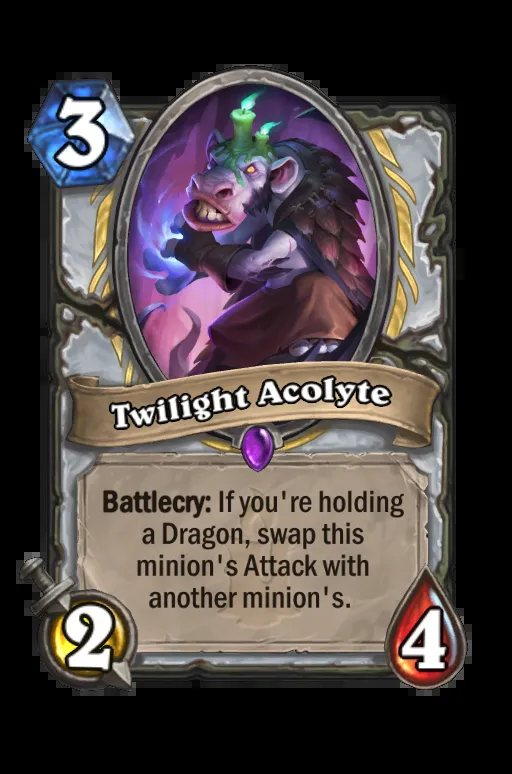 3
Twilight Acolyte
Battlecry: If you're holding
a Dragon, swap this
minion's Attack with
another minion's.
2
4